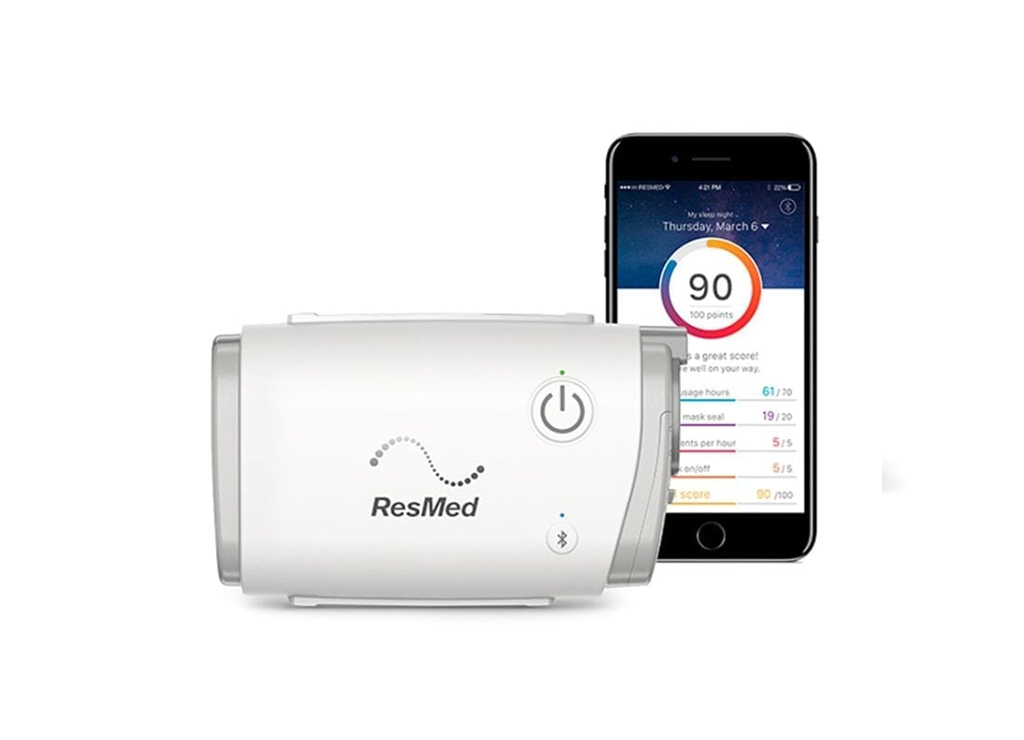 RESMED
4:21 PM
22%
My sleep night
Thursday, March 6
90
100 points
s a great score!
re well on your way.
usage hours 61 / 70
mask seal 19 / 20
ents per hour 5 / 5
k on/off 5 / 5
score 90 /100
ResMed